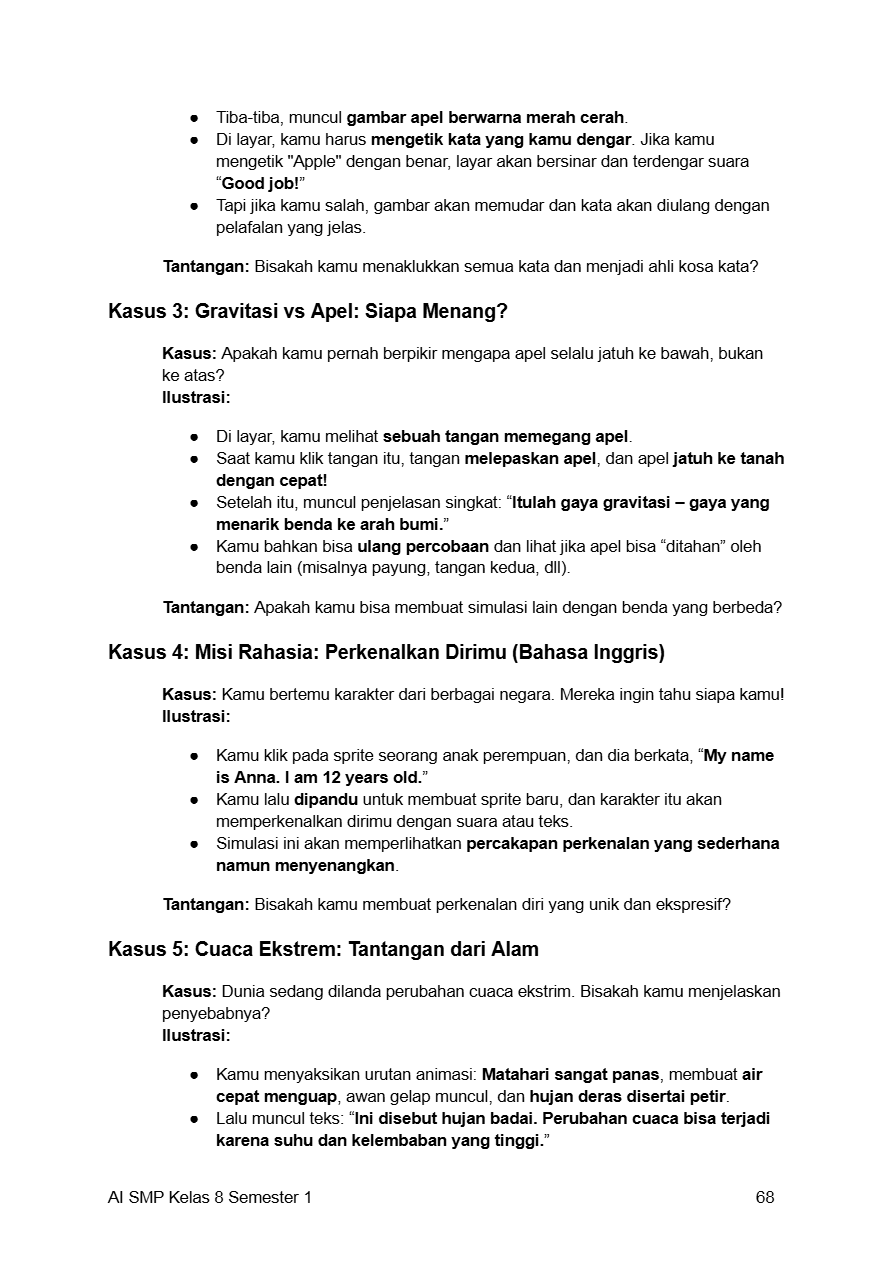 ● Tiba-tiba, muncul gambar apel berwarna merah cerah.
● Di layar, kamu harus mengetik kata yang kamu dengar. Jika kamu
mengetik "Apple" dengan benar, layar akan bersinar dan terdengar suara
“Good job!”
● Tapi jika kamu salah, gambar akan memudar dan kata akan diulang dengan
pelafalan yang jelas.
Tantangan: Bisakah kamu menaklukkan semua kata dan menjadi ahli kosa kata?
Kasus 3: Gravitasi vs Apel: Siapa Menang?
Kasus: Apakah kamu pernah berpikir mengapa apel selalu jatuh ke bawah, bukan
ke atas?
Ilustrasi:
● Di layar, kamu melihat sebuah tangan memegang apel.
● Saat kamu klik tangan itu, tangan melepaskan apel, dan apel jatuh ke tanah
dengan cepat!
● Setelah itu, muncul penjelasan singkat: “Itulah gaya gravitasi – gaya yang
menarik benda ke arah bumi.”
● Kamu bahkan bisa ulang percobaan dan lihat jika apel bisa “ditahan” oleh
benda lain (misalnya payung, tangan kedua, dll).
Tantangan: Apakah kamu bisa membuat simulasi lain dengan benda yang berbeda?
Kasus 4: Misi Rahasia: Perkenalkan Dirimu (Bahasa Inggris)
Kasus: Kamu bertemu karakter dari berbagai negara. Mereka ingin tahu siapa kamu!
Ilustrasi:
● Kamu klik pada sprite seorang anak perempuan, dan dia berkata, “My name
is Anna. I am 12 years old.”
● Kamu lalu dipandu untuk membuat sprite baru, dan karakter itu akan
memperkenalkan dirimu dengan suara atau teks.
● Simulasi ini akan memperlihatkan percakapan perkenalan yang sederhana
namun menyenangkan.
Tantangan: Bisakah kamu membuat perkenalan diri yang unik dan ekspresif?
Kasus 5: Cuaca Ekstrem: Tantangan dari Alam
Kasus: Dunia sedang dilanda perubahan cuaca ekstrim. Bisakah kamu menjelaskan
penyebabnya?
Ilustrasi:
● Kamu menyaksikan urutan animasi: Matahari sangat panas, membuat air
cepat menguap, awan gelap muncul, dan hujan deras disertai petir.
● Lalu muncul teks: “Ini disebut hujan badai. Perubahan cuaca bisa terjadi
karena suhu dan kelembaban yang tinggi.”
AI SMP Kelas 8 Semester 1 68